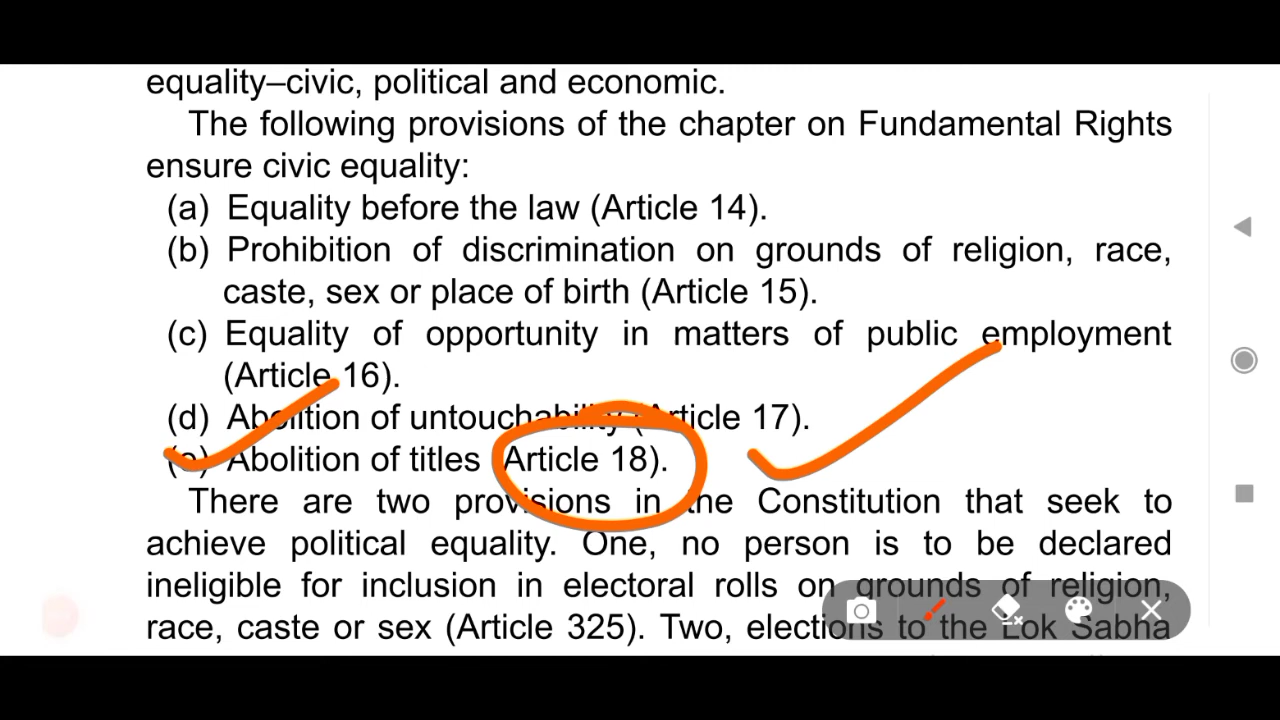 equality–civic, political and economic.
The following provisions of the chapter on Fundamental Rights
ensure civic equality:
(a) Equality before the law (Article 14).
(b) Prohibition of discrimination on grounds of religion, race,
caste, sex or place of birth (Article 15).
(c) Equality of opportunity in matters of public employment
(Article 16).
(d) Abolition of untouchability (Article 17).
(e) Abolition of titles (Article 18).
There are two provisions in the Constitution that seek to
achieve political equality. One, no person is to be declared
ineligible for inclusion in electoral rolls on grounds of religion,
race, caste or sex (Article 325). Two, elections to the Lok Sabha